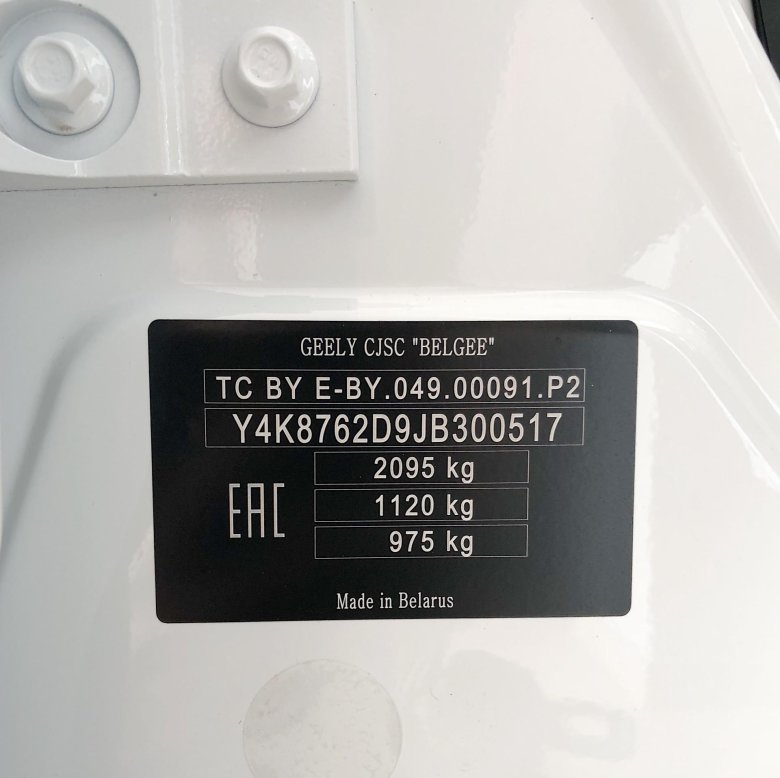 GEELY CJSC "BELGEE"
TC BY E-BY.049.00091.P2
Y4K8762D9JB300517
2095 kg
1120 kg
EAC
975 kg
Made in Belarus